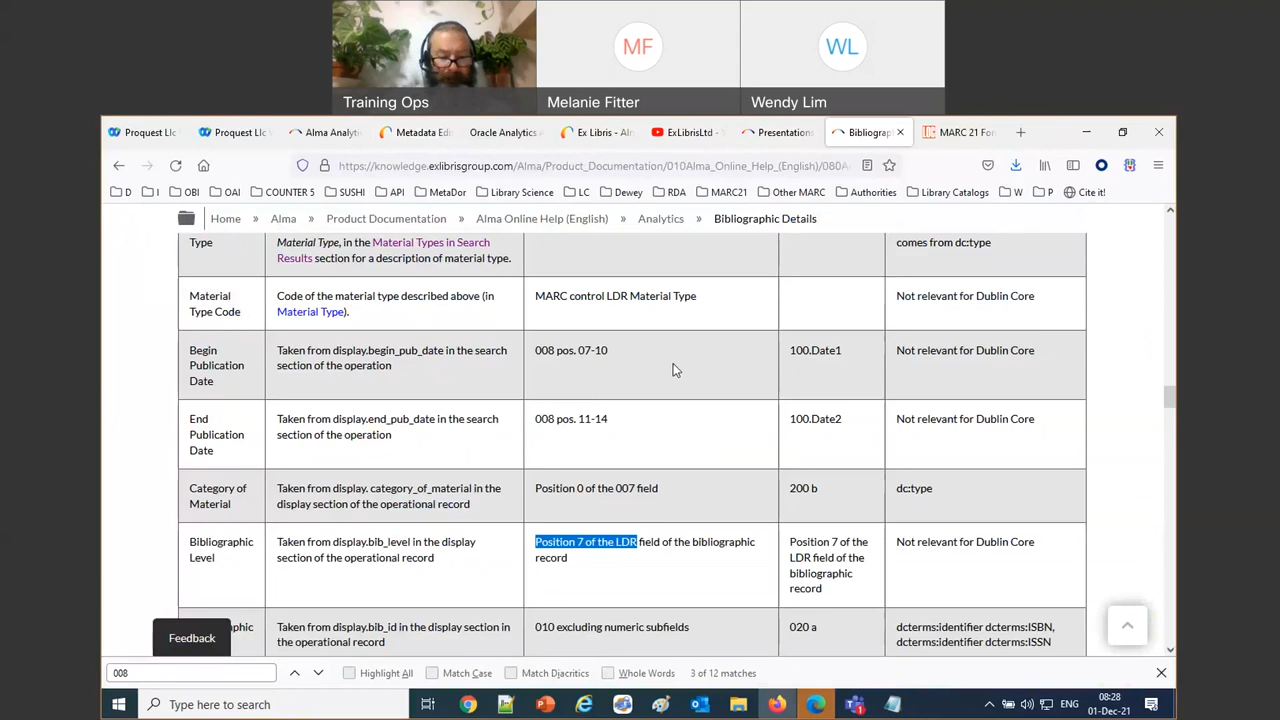 MF
WL
Training Ops
Melanie Fitter
Wendy Lim
Proquest Llc
Proquest Llc
Alma Analyti
Metadata Edi
Oracle Analytics
Ex Libris - Aln
ExLibrisLtd -
Presentations
Bibliograp
MARC 21 For
https://knowledge.exlibrisgroup.com/Alma/Product_Documentation/010Alma_Online_Help_(English)/080A
D
I
OBI
OAI
COUNTER 5
SUSHI
API
MetaDor
Library Science
LC
Dewey
RDA
MARC21
Other MARC
Authorities
Library Catalogs
W
P
Cite it!
Home
Alma
Product Documentation
Alma Online Help (English)
Analytics
Bibliographic Details
Type
Material Type, in the Material Types in Search
Results section for a description of material type.
comes from dc:type
Material
Type Code
Code of the material type described above (in
Material Type).
MARC control LDR Material Type
Not relevant for Dublin Core
Begin
Publication
Date
Taken from display.begin_pub_date in the search
section of the operation
008 pos. 07-10
100.Date1
Not relevant for Dublin Core
End
Publication
Date
Taken from display.end_pub_date in the search
section of the operation
008 pos. 11-14
100.Date2
Not relevant for Dublin Core
Category of
Material
Taken from display. category_of_material in the
display section of the operational record
Position 0 of the 007 field
200 b
dc:type
Bibliographic
Level
Taken from display.bib_level in the display
section of the operational record
Position 7 of the LDR field of the bibliographic
record
Position 7 of the
LDR field of the
bibliographic
record
Not relevant for Dublin Core
graphic
Taken from display.bib_id in the display section in
the operational record
010 excluding numeric subfields
020 a
dcterms:identifier dcterms:ISBN,
dcterms:identifier dcterms:ISSN
Feedback
008
Highlight All
Match Case
Match Diacritics
Whole Words
3 of 12 matches
Type here to search
ENG
08:28
01-Dec-21